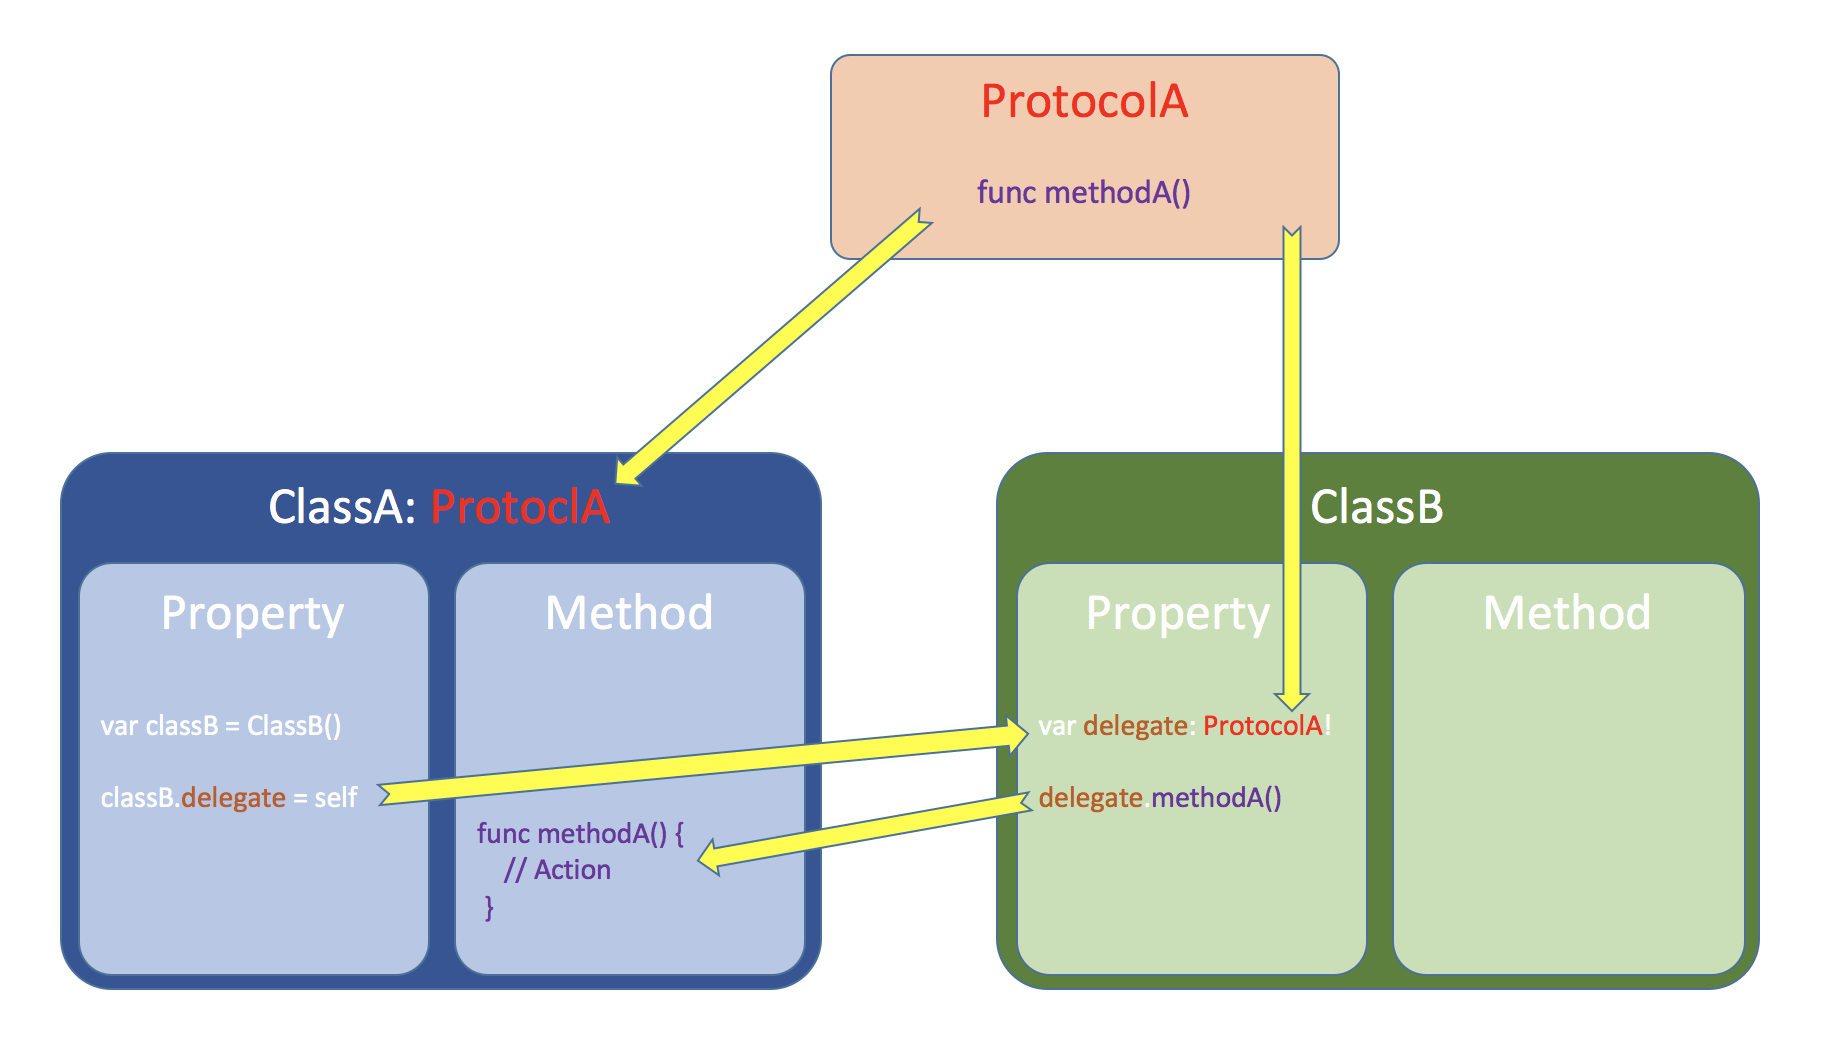 ProtocolA
func methodA()
ClassA: ProtoclA
Property
var classB = ClassB()
classB.delegate = self
Method
func methodA() {
// Action
}
ClassB
Property
var delegate: ProtocolA!
delegate.methodA()
Method